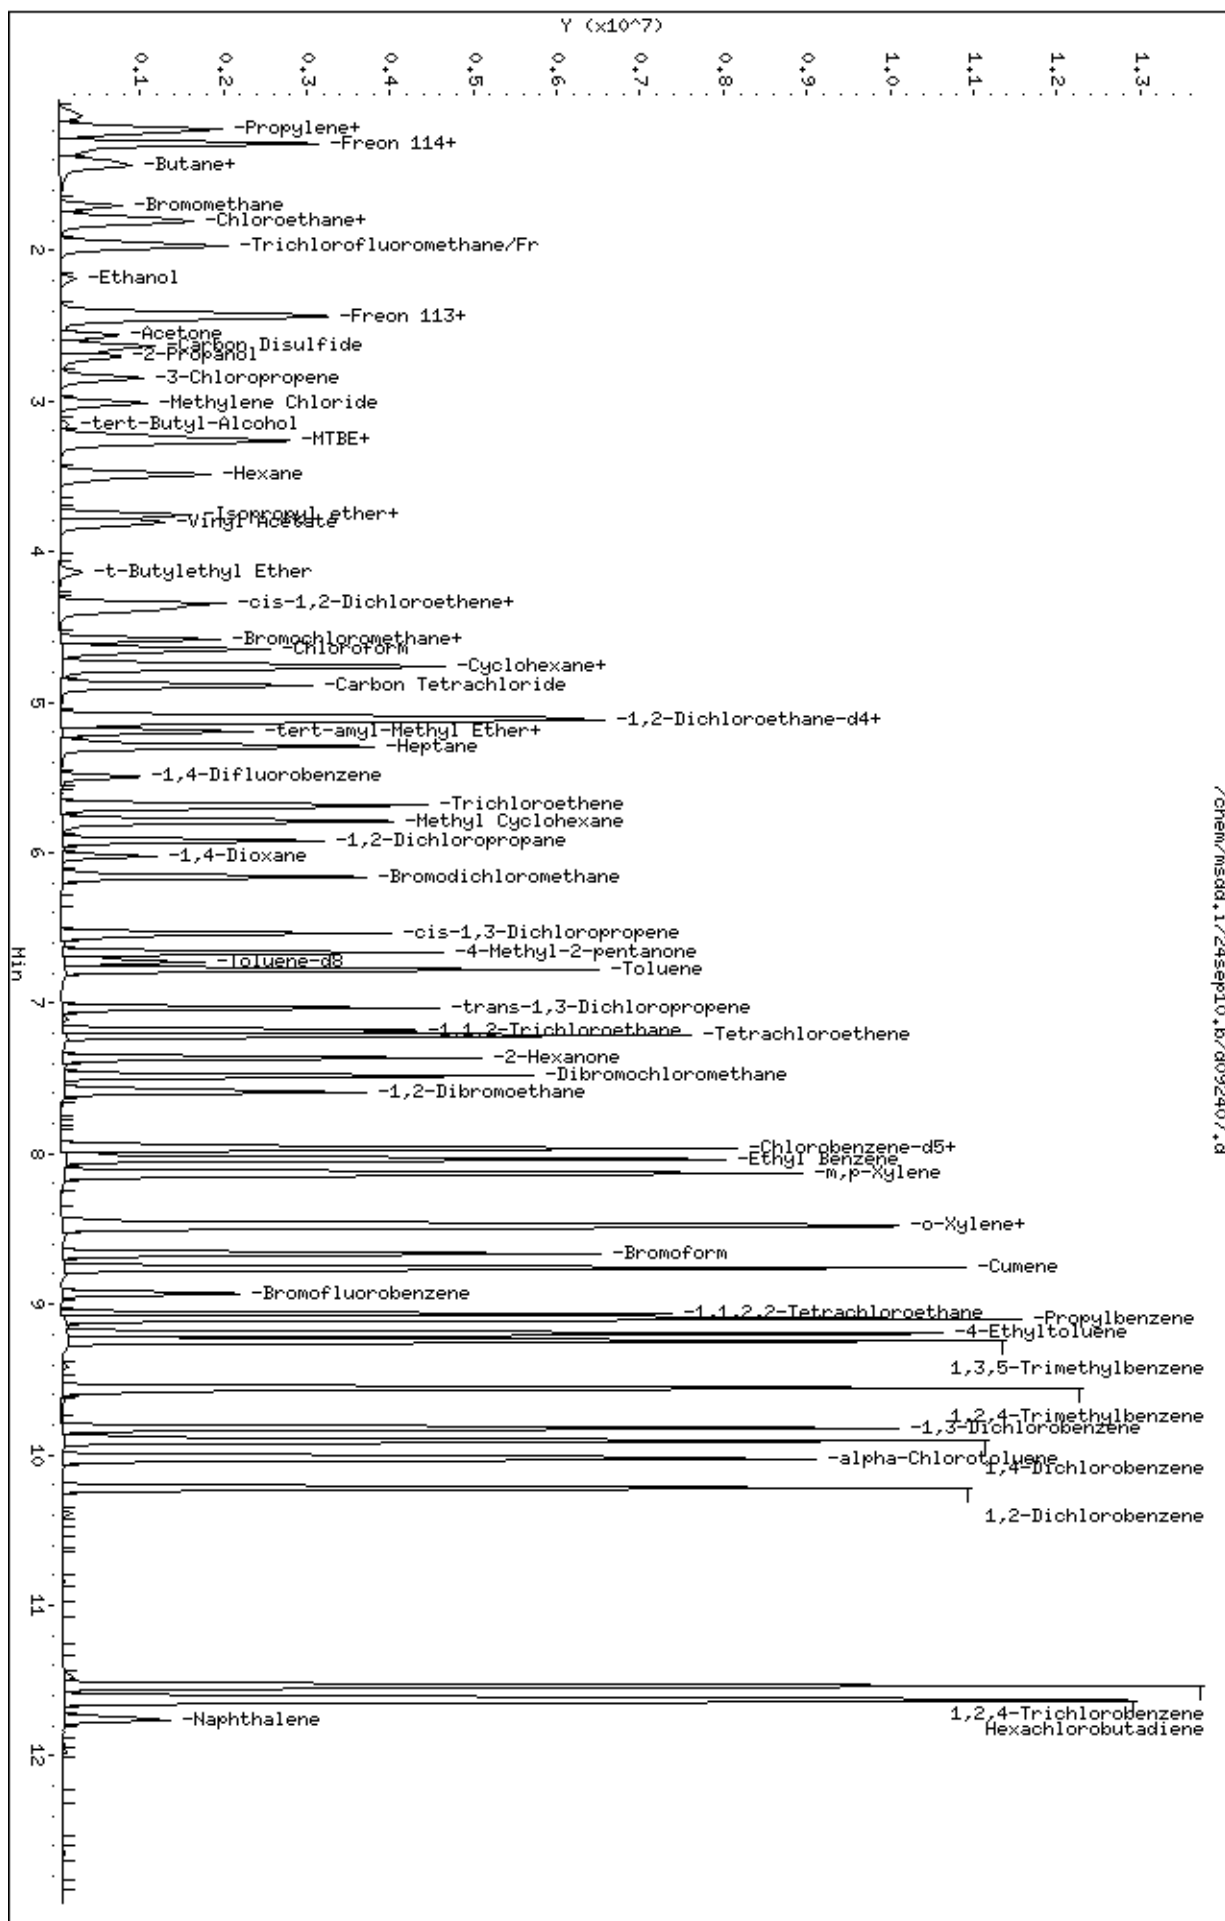 Y (x10^7)
0.1
0.2
0.3
0.4
0.5
0.6
0.7
0.8
0.9
1.0
1.1
1.2
1.3
-Propylene+
-Freon 114+
-Butane+
-Bromomethane
-Chloroethane+
-Trichlorofluoromethane/Fr
2
-Ethanol
-Freon 113+
-Acetone
-Carbon Disulfide
-2-Propanol
-3-Chloropropene
3
-Methylene Chloride
-tert-Butyl-Alcohol
-MTBE+
-Hexane
-Isopropyl ether+
-Vinyl Acetate
4
-t-Butylethyl Ether
-cis-1,2-Dichloroethene+
-Bromochloromethane+
-Chloroform
-Cyclohexane+
-Carbon Tetrachloride
5
-1,2-Dichloroethane-d4+
-tert-amyl-Methyl Ether+
-Heptane
-1,4-Difluorobenzene
-Trichloroethene
-Methyl Cyclohexane
-1,2-Dichloropropane
6
-1,4-Dioxane
-Bromodichloromethane
-cis-1,3-Dichloropropene
-4-Methyl-2-pentanone
-Toluene-d8
-Toluene
Min
7
-trans-1,3-Dichloropropene
-1,1,2-Trichloroethane
-Tetrachloroethene
-2-Hexanone
-Dibromochloromethane
-1,2-Dibromoethane
8
-Chlorobenzene-d5+
-Ethyl Benzene
-m,p-Xylene
-o-Xylene+
-Bromoform
-Cumene
-Bromofluorobenzene
9
-1,1,2,2-Tetrachloroethane
-Propylbenzene
-4-Ethyltoluene
1,3,5-Trimethylbenzene
1,2,4-Trimethylbenzene
-1,3-Dichlorobenzene
10
-alpha-Chlorotoluene
1,4-Dichlorobenzene
1,2-Dichlorobenzene
11
1,2,4-Trichlorobenzene
Hexachlorobutadiene
-Naphthalene
12